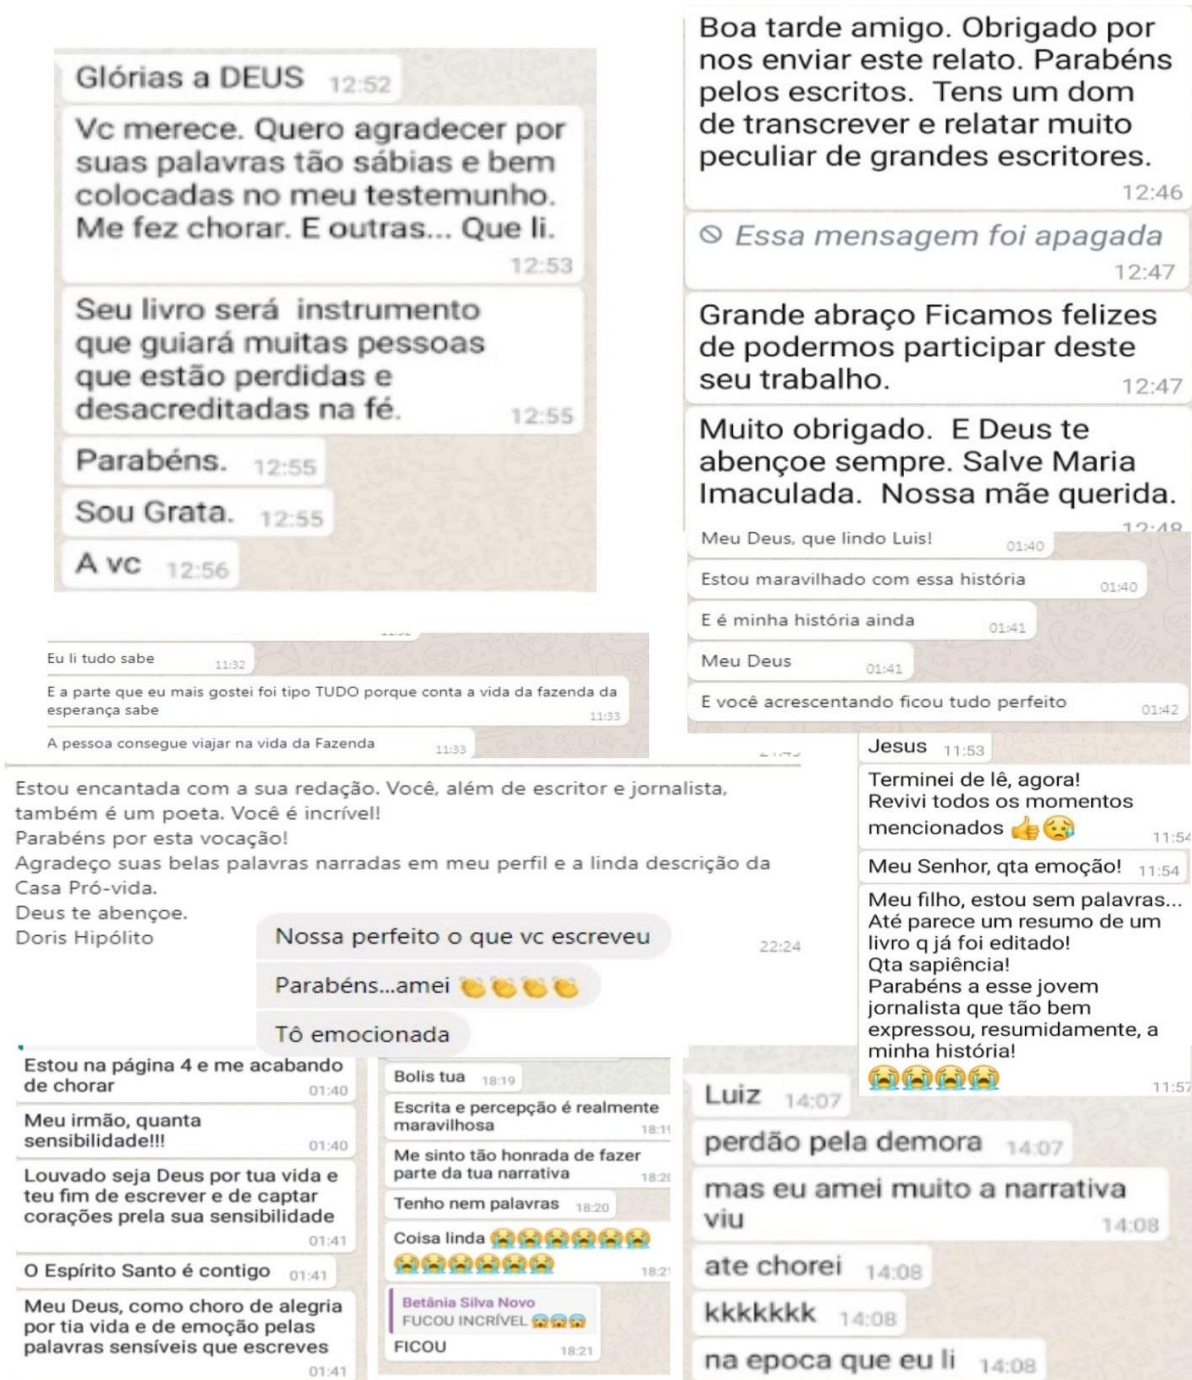 Glórias a DEUS 12:52
Vc merece. Quero agradecer por
suas palavras tão sábias e bem
colocadas no meu testemunho.
Me fez chorar. E outras... Que li.
12:53
Seu livro será instrumento
que guiará muitas pessoas
que estão perdidas e
desacreditadas na fé. 12:55
Parabéns. 12:55
Sou Grata. 12:55
A vc 12:56
Boa tarde amigo. Obrigado por
nos enviar este relato. Parabéns
pelos escritos. Tens um dom
de transcrever e relatar muito
peculiar de grandes escritores.
12:46
Essa mensagem foi apagada
12:47
Grande abraço Ficamos felizes
de podermos participar deste
seu trabalho. 12:47
Muito obrigado. E Deus te
abençoe sempre. Salve Maria
Imaculada. Nossa mãe querida.
12:48
Meu Deus, que lindo Luis! 01:40
Estou maravilhado com essa história 01:40
E é minha história ainda 01:41
Meu Deus 01:41
E você acrescentando ficou tudo perfeito 01:42
Eu li tudo sabe 11:32
E a parte que eu mais gostei foi tipo TUDO porque conta a vida da fazenda da
esperança sabe 11:33
A pessoa consegue viajar na vida da Fazenda 11:33
Estou encantada com a sua redação. Você, além de escritor e jornalista,
também é um poeta. Você é incrível!
Parabéns por esta vocação!
Agradeço suas belas palavras narradas em meu perfil e a linda descrição da
Casa Pró-vida.
Deus te abençoe.
Doris Hipólito
22:24
Nossa perfeito o que vc escreveu
Parabéns...amei 👏👏👏👏
Tô emocionada
Jesus 11:53
Terminei de lê, agora!
Revivi todos os momentos
mencionados 👍😥 11:54
Meu Senhor, qta emoção! 11:54
Meu filho, estou sem palavras...
Até parece um resumo de um
livro q já foi editado!
Qta sapiência!
Parabéns a esse jovem
jornalista que tão bem
expressou, resumidamente, a
minha história!
😭😭😭😭 11:57
Estou na página 4 e me acabando
de chorar 01:40
Meu irmão, quanta
sensibilidade!!! 01:40
Louvado seja Deus por tua vida e
teu fim de escrever e de captar
corações prela sua sensibilidade
01:41
O Espírito Santo é contigo 01:41
Meu Deus, como choro de alegria
por tia vida e de emoção pelas
palavras sensíveis que escreves
01:41
Bolis tua 18:19
Escrita e percepção é realmente
maravilhosa 18:19
Me sinto tão honrada de fazer
parte da tua narrativa 18:20
Tenho nem palavras 18:20
Coisa linda 😭😭😭😭😭😭
😭😭😭😭😭😭 18:21
Betânia Silva Novo
FUCOU INCRÍVEL 😭😭😭
FICOU 18:21
Luiz 14:07
perdão pela demora 14:07
mas eu amei muito a narrativa
viu 14:08
ate chorei 14:08
kkkkkkk 14:08
na epoca que eu li 14:08